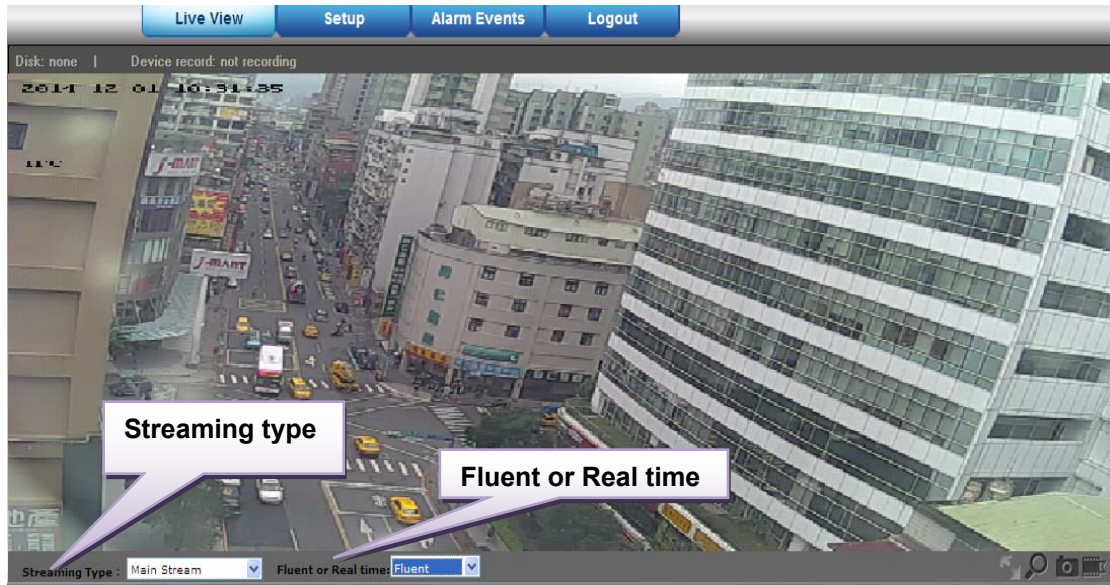 Live View Setup Alarm Events Logout
Disk: none | Device record: not recording
2014 12 01 10:31:35
J-MART
J-MART
Streaming type
Fluent or Real time
Streaming Type : Main Stream Fluent or Real time: Fluent